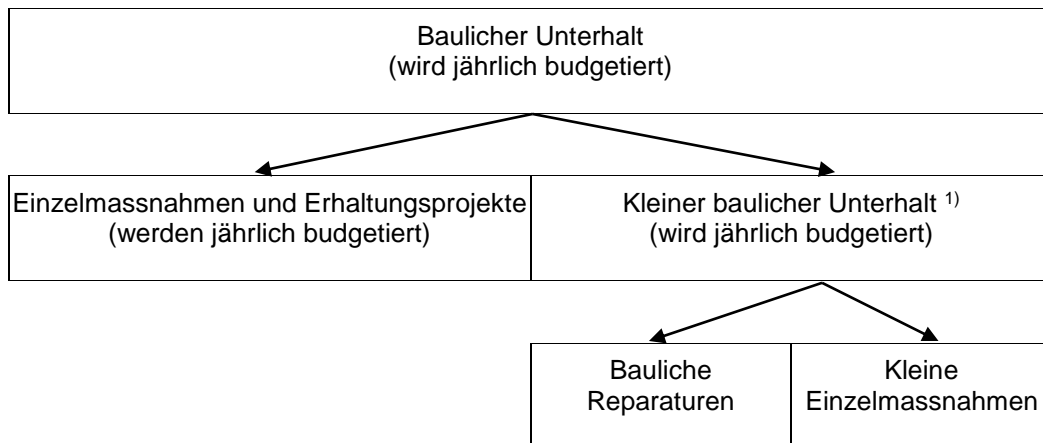 Baulicher Unterhalt
(wird jährlich budgetiert)
Einzelmassnahmen und Erhaltungsprojekte
(werden jährlich budgetiert)
Kleiner baulicher Unterhalt 1)
(wird jährlich budgetiert)
Bauliche
Reparaturen
Kleine
Einzelmassnahmen